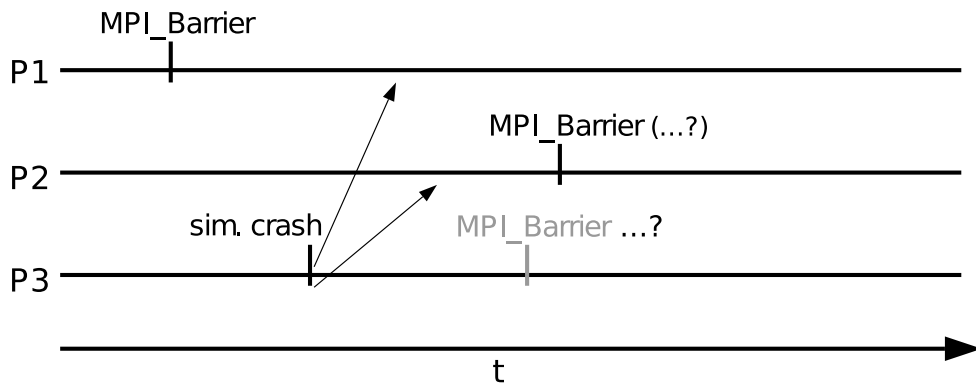 MPI_Barrier
P1
MPI_Barrier (...?)
P2
sim. crash
MPI_Barrier ...?
P3
t